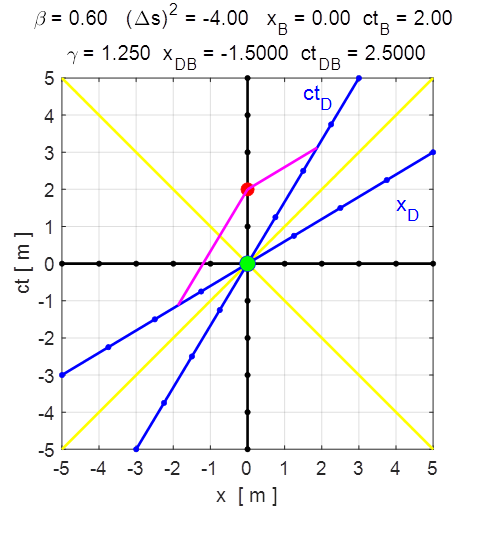 β = 0.60 (Δs)² = -4.00 x_B = 0.00 ct_B = 2.00
γ = 1.250 x_DB = -1.5000 ct_DB = 2.5000
5
4
3
2
1
0
-1
-2
-3
-4
-5
ct [ m ]
ct_D
x_D
-5 -4 -3 -2 -1 0 1 2 3 4 5
x [ m ]